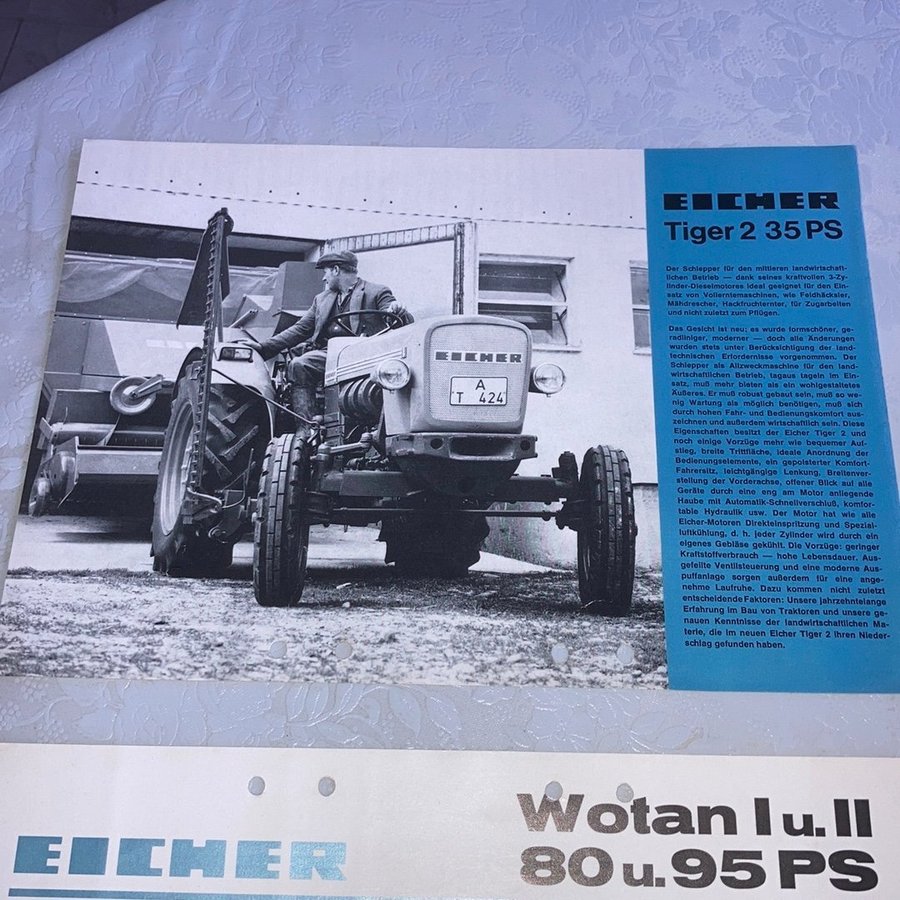 EICHER
Tiger 2 35 PS
Der Schlepper für den mittleren landwirtschaft-
lichen Betrieb — dank seines kraftvollen 3-Zy-
linder-Dieselmotores ideal geeignet für den Ein-
satz von Vollerntemaschinen, wie Feldhäcksler,
Mähdrescher, Hackfruchternter, für Zugarbeiten
und nicht zuletzt zum Pflügen.
Das Gesicht ist neu; es wurde formschöner, ge-
radliniger, moderner — doch alle Änderungen
wurden stets unter Berücksichtigung der land-
technischen Erfordernisse vorgenommen. Der
Schlepper als Allzweckmaschine für den land-
wirtschaftlichen Betrieb, tagaus tagein im Ein-
satz, muß mehr bieten als ein wohlgestaltetes
Äußeres. Er muß robust gebaut sein, muß so we-
nig Wartung als möglich benötigen, muß sich
durch hohen Fahr- und Bedienungskomfort aus-
zeichnen und außerdem wirtschaftlich sein. Diese
Eigenschaften besitzt der Eicher Tiger 2 und
noch einige Vorzüge mehr wie bequemer Auf-
stieg, breite Trittfläche, ideale Anordnung der
Bedienungselemente, ein gepolsterter Komfort-
Fahrersitz, leichtgängige Lenkung, Breitenver-
stellung der Vorderachse, offener Blick auf alle
Geräte durch eine eng am Motor anliegende
Haube mit Automatik-Schnellverschluß, komfor-
table Hydraulik usw. Der Motor hat wie alle
Eicher-Motoren Direkteinspritzung und Spezial-
luftkühlung, d. h. jeder Zylinder wird durch ein
eigenes Gebläse gekühlt. Die Vorzüge: geringer
Kraftstoffverbrauch — hohe Lebensdauer. Aus-
gefeilte Ventilsteuerung und eine moderne Aus-
puffanlage sorgen außerdem für eine ange-
nehme Laufruhe. Dazu kommen nicht zuletzt
entscheidende Faktoren: Unsere jahrzehntelange
Erfahrung im Bau von Traktoren und unsere ge-
nauen Kenntnisse der landwirtschaftlichen Ma-
terie, die im neuen Eicher Tiger 2 ihren Nieder-
schlag gefunden haben.
EICHER
A
T 424
Wotan I u. II
80 u. 95 PS
EICHER